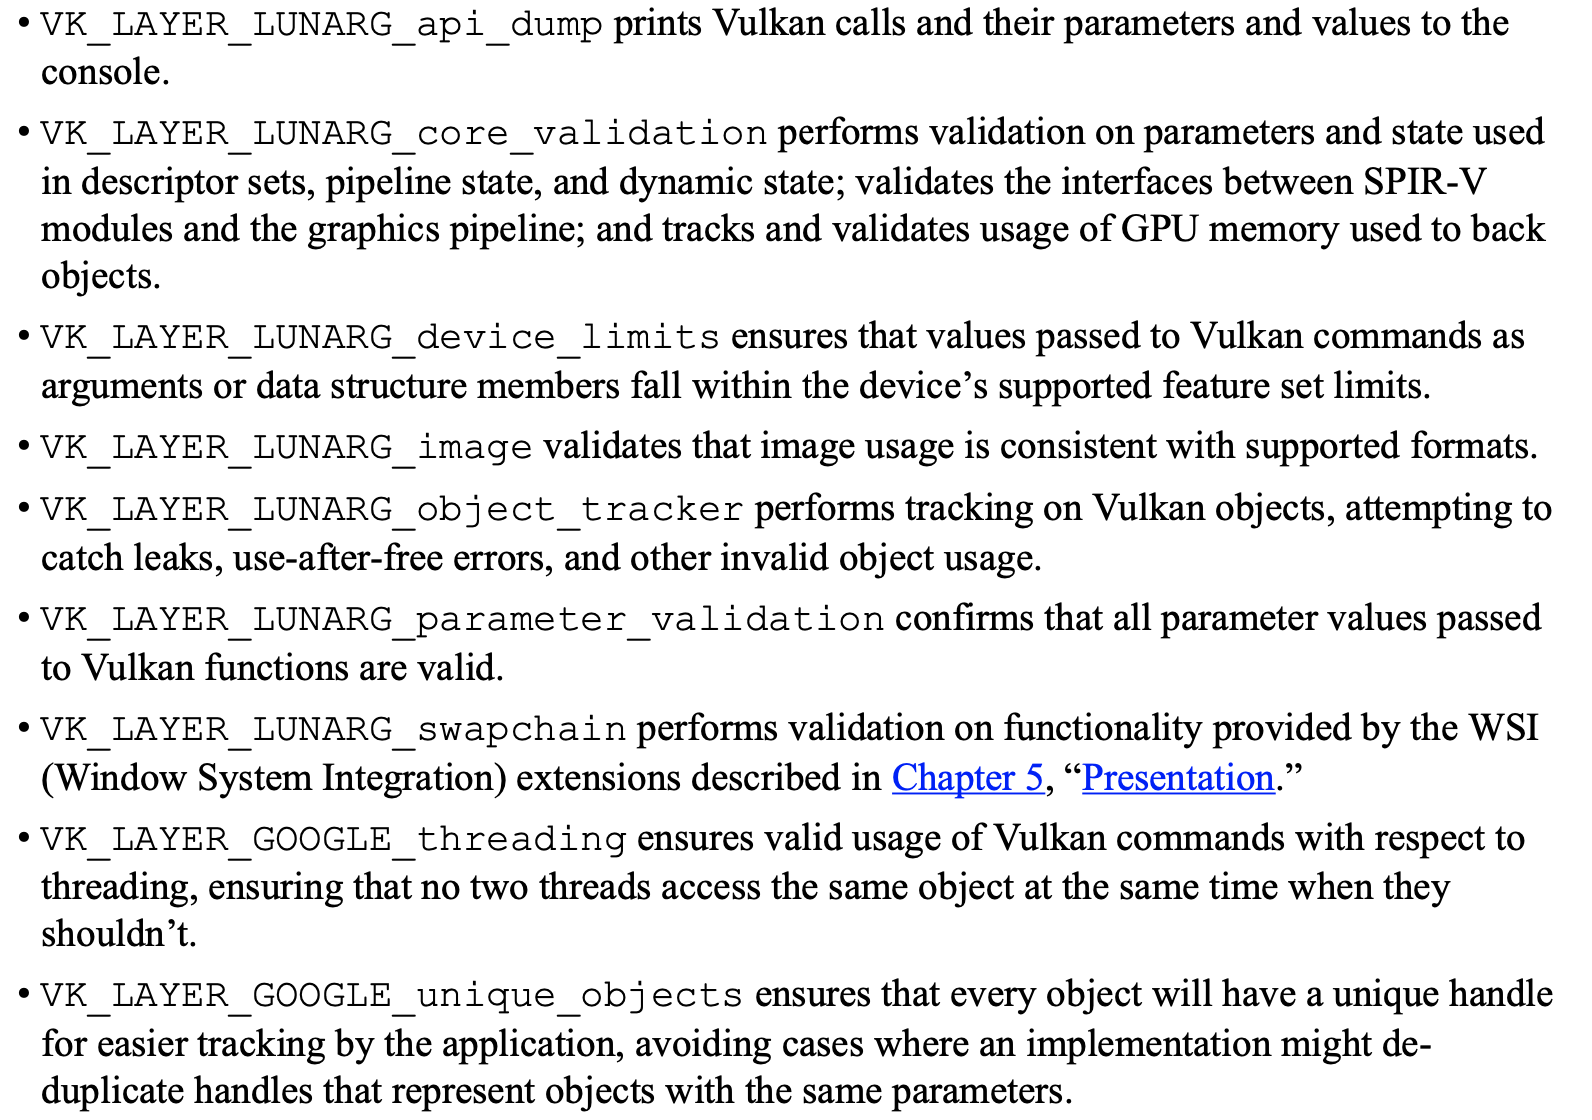 • VK_LAYER_LUNARG_api_dump prints Vulkan calls and their parameters and values to the
console.
• VK_LAYER_LUNARG_core_validation performs validation on parameters and state used
in descriptor sets, pipeline state, and dynamic state; validates the interfaces between SPIR-V
modules and the graphics pipeline; and tracks and validates usage of GPU memory used to back
objects.
• VK_LAYER_LUNARG_device_limits ensures that values passed to Vulkan commands as
arguments or data structure members fall within the device’s supported feature set limits.
• VK_LAYER_LUNARG_image validates that image usage is consistent with supported formats.
• VK_LAYER_LUNARG_object_tracker performs tracking on Vulkan objects, attempting to
catch leaks, use-after-free errors, and other invalid object usage.
• VK_LAYER_LUNARG_parameter_validation confirms that all parameter values passed
to Vulkan functions are valid.
• VK_LAYER_LUNARG_swapchain performs validation on functionality provided by the WSI
(Window System Integration) extensions described in Chapter 5, “Presentation.”
• VK_LAYER_GOOGLE_threading ensures valid usage of Vulkan commands with respect to
threading, ensuring that no two threads access the same object at the same time when they
shouldn’t.
• VK_LAYER_GOOGLE_unique_objects ensures that every object will have a unique handle
for easier tracking by the application, avoiding cases where an implementation might de-
duplicate handles that represent objects with the same parameters.